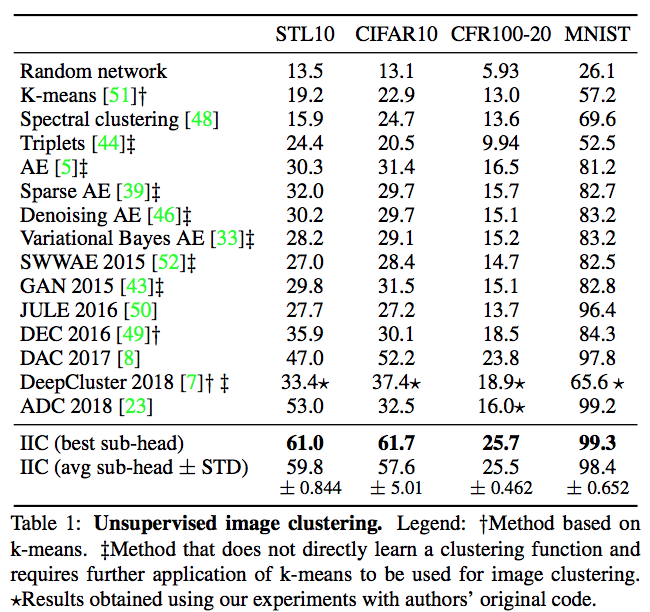 STL10 CIFAR10 CFR100-20 MNIST
Random network 13.5 13.1 5.93 26.1
K-means [51]† 19.2 22.9 13.0 57.2
Spectral clustering [48] 15.9 24.7 13.6 69.6
Triplets [44]‡ 24.4 20.5 9.94 52.5
AE [5]‡ 30.3 31.4 16.5 81.2
Sparse AE [39]‡ 32.0 29.7 15.7 82.7
Denoising AE [46]‡ 30.2 29.7 15.1 83.2
Variational Bayes AE [33]‡ 28.2 29.1 15.2 83.2
SWWAE 2015 [52]‡ 27.0 28.4 14.7 82.5
GAN 2015 [43]‡ 29.8 31.5 15.1 82.8
JULE 2016 [50] 27.7 27.2 13.7 96.4
DEC 2016 [49]† 35.9 30.1 18.5 84.3
DAC 2017 [8] 47.0 52.2 23.8 97.8
DeepCluster 2018 [7]† ‡ 33.4⋆ 37.4⋆ 18.9⋆ 65.6 ⋆
ADC 2018 [23] 53.0 32.5 16.0⋆ 99.2
IIC (best sub-head) 61.0 61.7 25.7 99.3
IIC (avg sub-head ± STD) 59.8 57.6 25.5 98.4
± 0.844 ± 5.01 ± 0.462 ± 0.652
Table 1: Unsupervised image clustering. Legend: †Method based on
k-means. ‡Method that does not directly learn a clustering function and
requires further application of k-means to be used for image clustering.
⋆Results obtained using our experiments with authors' original code.